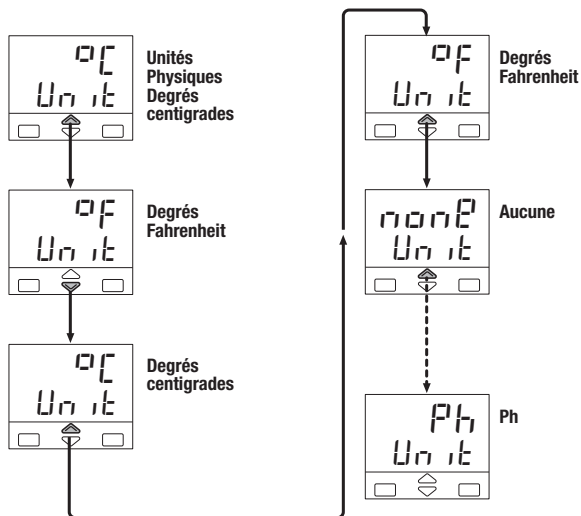 °C
Unit
Unités
Physiques
Degrés
centigrades
°F
Unit
Degrés
Fahrenheit
°C
Unit
Degrés
centigrades
°F
Unit
Degrés
Fahrenheit
nonE
Unit
Aucune
Ph
Unit
Ph